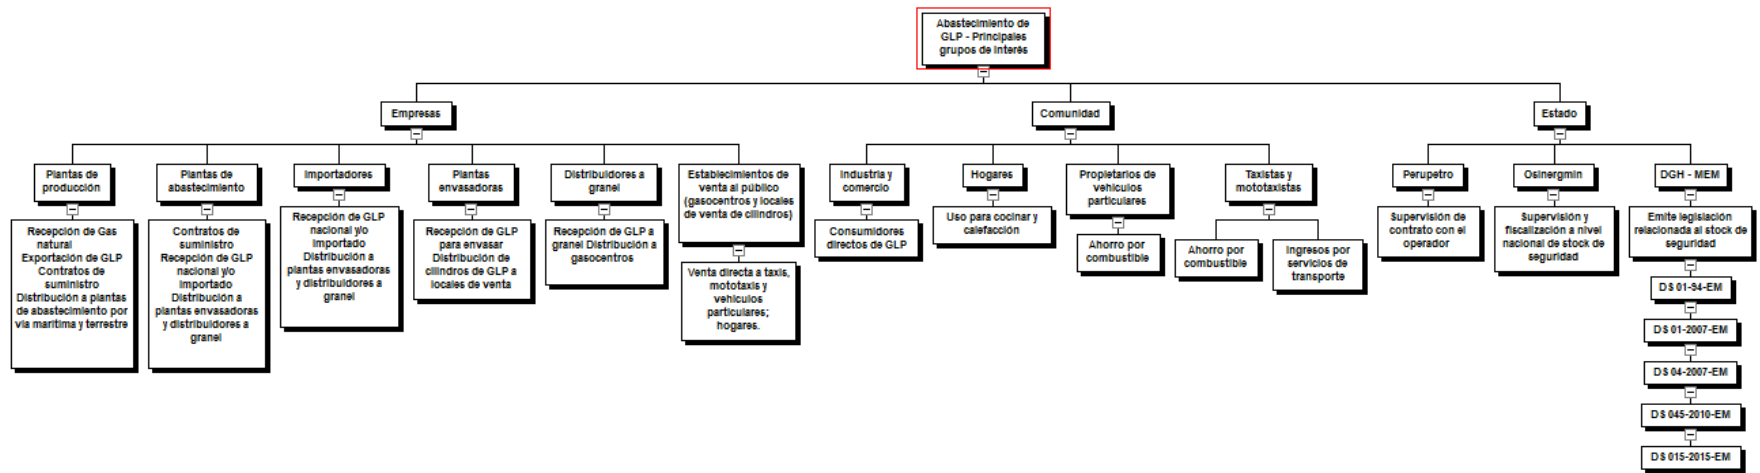 Abastecimiento de
GLP - Principales
grupos de interés
Empresas
Comunidad
Estado
Plantas de
producción
Plantas de
abastecimiento
Importadores
Plantas
envasadoras
Distribuidores a
granel
Establecimientos de
venta al público
(gasocentros y locales
de venta de cilindros)
Industria y
comercio
Hogares
Propietarios de
vehículos
particulares
Taxistas y
mototaxistas
Perupetro
Osinergmin
DGH - MEM
Recepción de Gas
natural
Exportación de GLP
Contratos de
suministro
Distribución a plantas
de abastecimiento por
vía marítima y terrestre
Contratos de
suministro
Recepción de GLP
nacional y/o
importado
Distribución a
plantas envasadoras
y distribuidores a
granel
Recepción de GLP
nacional y/o
importado
Distribución a
plantas envasadoras
y distribuidores a
granel
Recepción de GLP
para envasar
Distribución de
cilindros de GLP a
locales de venta
Recepción de GLP a
granel Distribución a
gasocentros
Venta directa a taxis,
mototaxis y
vehículos
particulares;
hogares.
Consumidores
directos de GLP
Uso para cocinar y
calefacción
Ahorro por
combustible
Ahorro por
combustible
Ingresos por
servicios de
transporte
Supervisión de
contrato con el
operador
Supervisión y
fiscalización a nivel
nacional de stock de
seguridad
Emite legislación
relacionada al stock de
seguridad
DS 01-94-EM
DS 01-2007-EM
DS 04-2007-EM
DS 045-2010-EM
DS 015-2015-EM